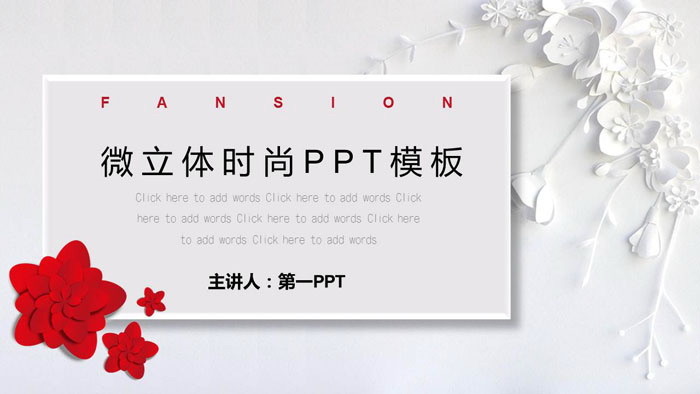 FANSION
微立体时尚PPT模板
Click here to add words Click here to add words Click
here to add words Click here to add words Click here
to add words Click here to add words
主讲人：第一PPT